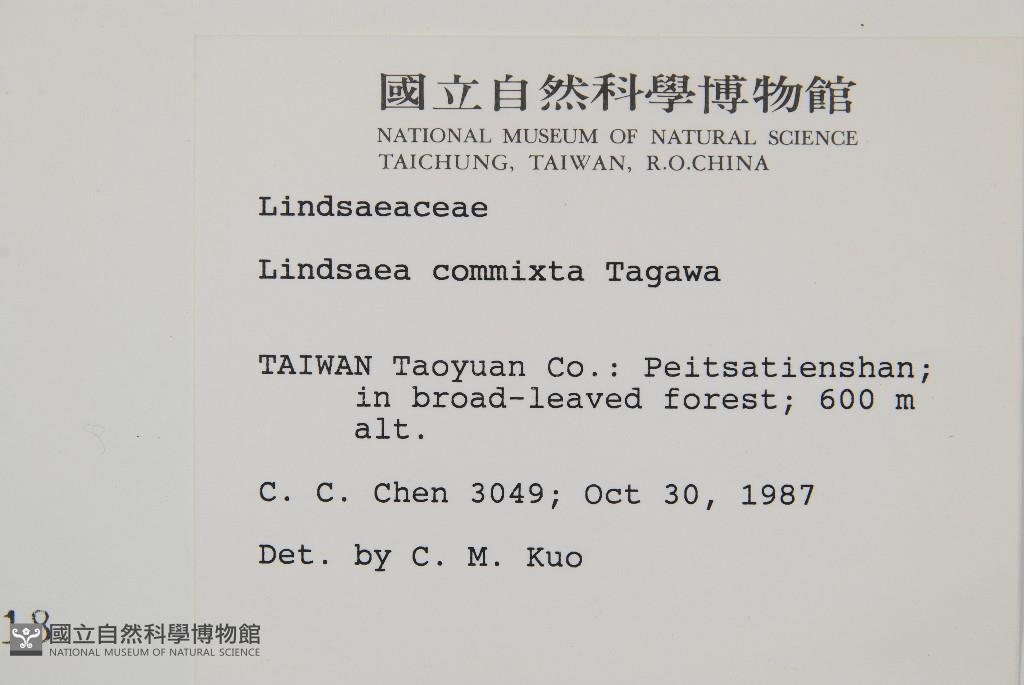 國立自然科學博物館
NATIONAL MUSEUM OF NATURAL SCIENCE
TAICHUNG, TAIWAN, R.O.CHINA
Lindsaeaceae
Lindsaea commixta Tagawa
TAIWAN Taoyuan Co.: Peitsatienshan;
in broad-leaved forest; 600 m
alt.
C. C. Chen 3049; Oct 30, 1987
Det. by C. M. Kuo
18
國立自然科學博物館
NATIONAL MUSEUM OF NATURAL SCIENCE